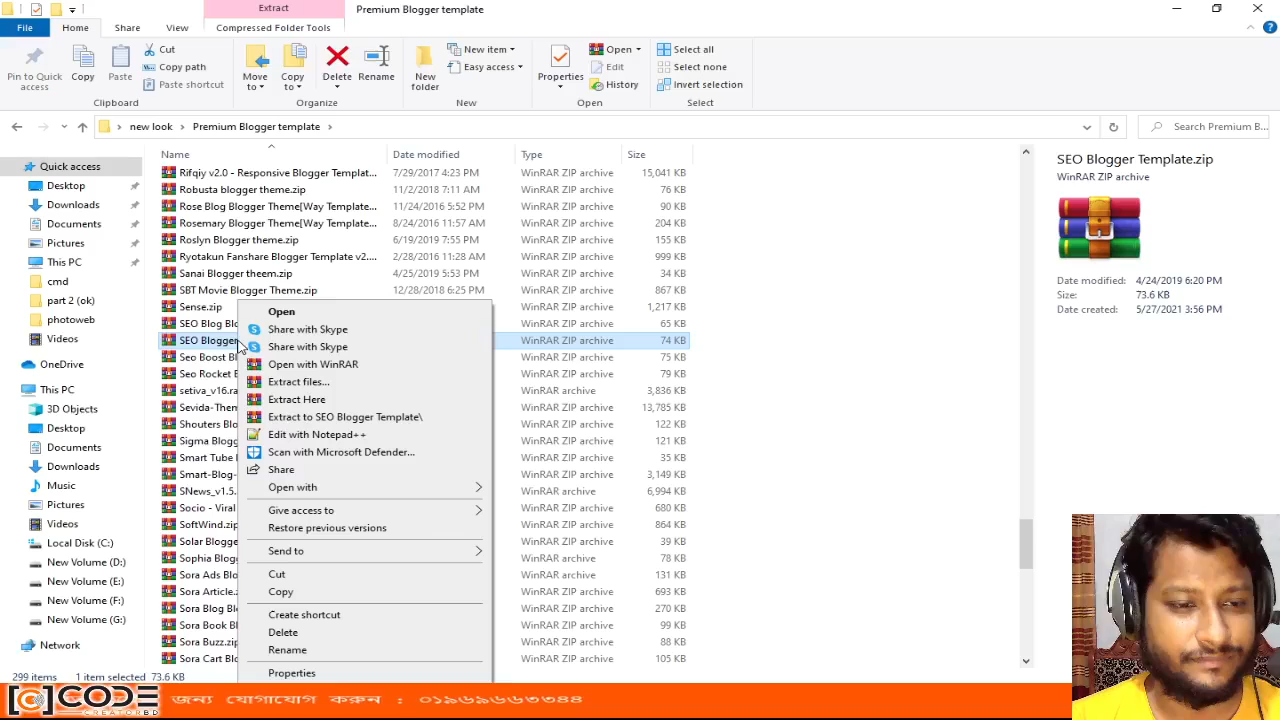 Extract
Premium Blogger template
File
Home
Share
View
Compressed Folder Tools
Pin to Quick access
Copy
Paste
Cut
Copy path
Paste shortcut
Clipboard
Move to
Copy to
Delete
Rename
Organize
New folder
New item
Easy access
New
Properties
Open
Edit
History
Open
Select all
Select none
Invert selection
Select
new look > Premium Blogger template >
Search Premium B...
Name Date modified Type Size
Quick access
Desktop
Downloads
Documents
Pictures
This PC
cmd
part 2 (ok)
photoweb
Videos
OneDrive
This PC
3D Objects
Desktop
Documents
Downloads
Music
Pictures
Videos
Local Disk (C:)
New Volume (D:)
New Volume (E:)
New Volume (F:)
New Volume (G:)
Network
Rifqiy v2.0 - Responsive Blogger Templat... 7/29/2017 4:23 PM WinRAR ZIP archive 15,041 KB
Robusta blogger theme.zip 11/2/2018 7:11 AM WinRAR ZIP archive 76 KB
Rose Blog Blogger Theme[Way Template... 11/24/2016 5:52 PM WinRAR ZIP archive 90 KB
Rosemary Blogger Theme[Way Template... 8/24/2016 11:57 AM WinRAR ZIP archive 204 KB
Roslyn Blogger theme.zip 6/19/2019 7:55 PM WinRAR ZIP archive 155 KB
Ryotakun Fanshare Blogger Template v2.... 2/28/2016 11:28 AM WinRAR ZIP archive 999 KB
Sanai Blogger theem.zip 4/25/2019 5:53 PM WinRAR ZIP archive 34 KB
SBT Movie Blogger Theme.zip 12/28/2018 6:25 PM WinRAR ZIP archive 867 KB
Sense.zip WinRAR ZIP archive 1,217 KB
SEO Blog Blo WinRAR ZIP archive 65 KB
SEO Blogger WinRAR ZIP archive 74 KB
Seo Boost Bl WinRAR ZIP archive 75 KB
Seo Rocket B WinRAR ZIP archive 79 KB
setiva_v16.ra WinRAR archive 3,836 KB
Sevida-Them WinRAR ZIP archive 13,785 KB
Shouters Blo WinRAR ZIP archive 122 KB
Sigma Blogg WinRAR ZIP archive 121 KB
Smart Tube WinRAR ZIP archive 35 KB
Smart-Blog- WinRAR ZIP archive 3,149 KB
SNews_v1.5. WinRAR archive 6,994 KB
Socio - Viral WinRAR ZIP archive 680 KB
SoftWind.zip WinRAR ZIP archive 864 KB
Solar Blogge WinRAR ZIP archive 39 KB
Sophia Blog WinRAR archive 78 KB
Sora Ads WinRAR ZIP archive 131 KB
Sora Article. WinRAR ZIP archive 693 KB
Sora Blog WinRAR ZIP archive 270 KB
Sora Book WinRAR ZIP archive 99 KB
Sora Buzz.zi WinRAR ZIP archive 88 KB
Sora Cart WinRAR ZIP archive 105 KB
Open
Share with Skype
Share with Skype
Open with WinRAR
Extract files...
Extract Here
Extract to SEO Blogger Template\
Edit with Notepad++
Scan with Microsoft Defender...
Share
Open with
Give access to
Restore previous versions
Send to
Cut
Copy
Create shortcut
Delete
Rename
Properties
SEO Blogger Template.zip
WinRAR ZIP archive
Date modified: 4/24/2019 6:20 PM
Size: 73.6 KB
Date created: 5/27/2021 3:56 PM
299 items 1 item selected 73.6 KB
CODE
CREATORBD
জন্য যোগাযোগ করুন : ০১৯৬৯৬৬৩৩৪৪